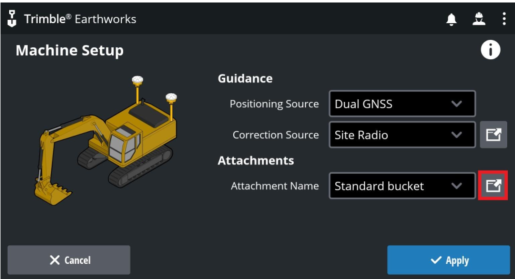 Trimble® Earthworks
Machine Setup
Guidance
Positioning Source Dual GNSS
Correction Source Site Radio
Attachments
Attachment Name Standard bucket
Cancel Apply